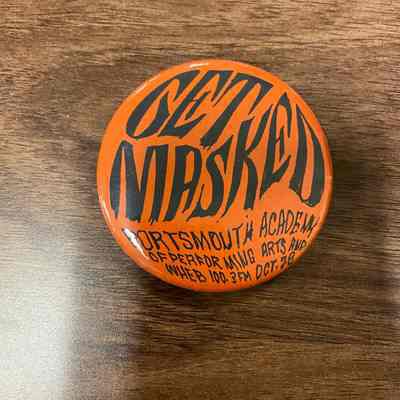 GET
MASKED
PORTSMOUTH ACADEMY
OF PERFORMING ARTS AND
WHEB 100.3 FM OCT. 28